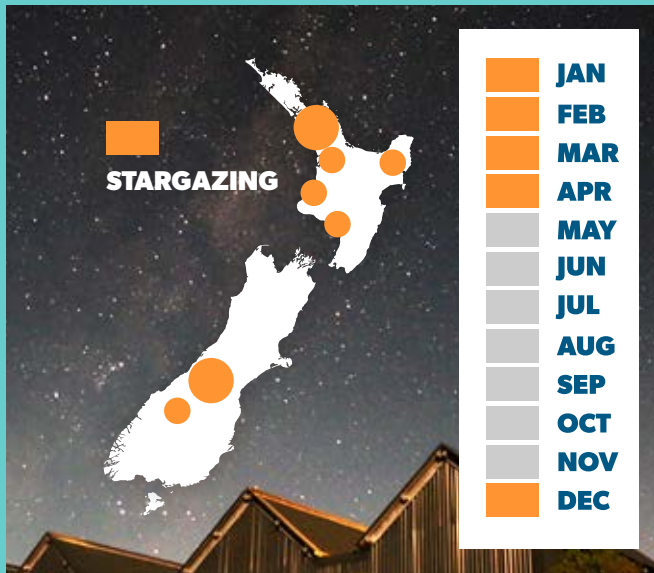 STARGAZING
JAN
FEB
MAR
APR
MAY
JUN
JUL
AUG
SEP
OCT
NOV
DEC